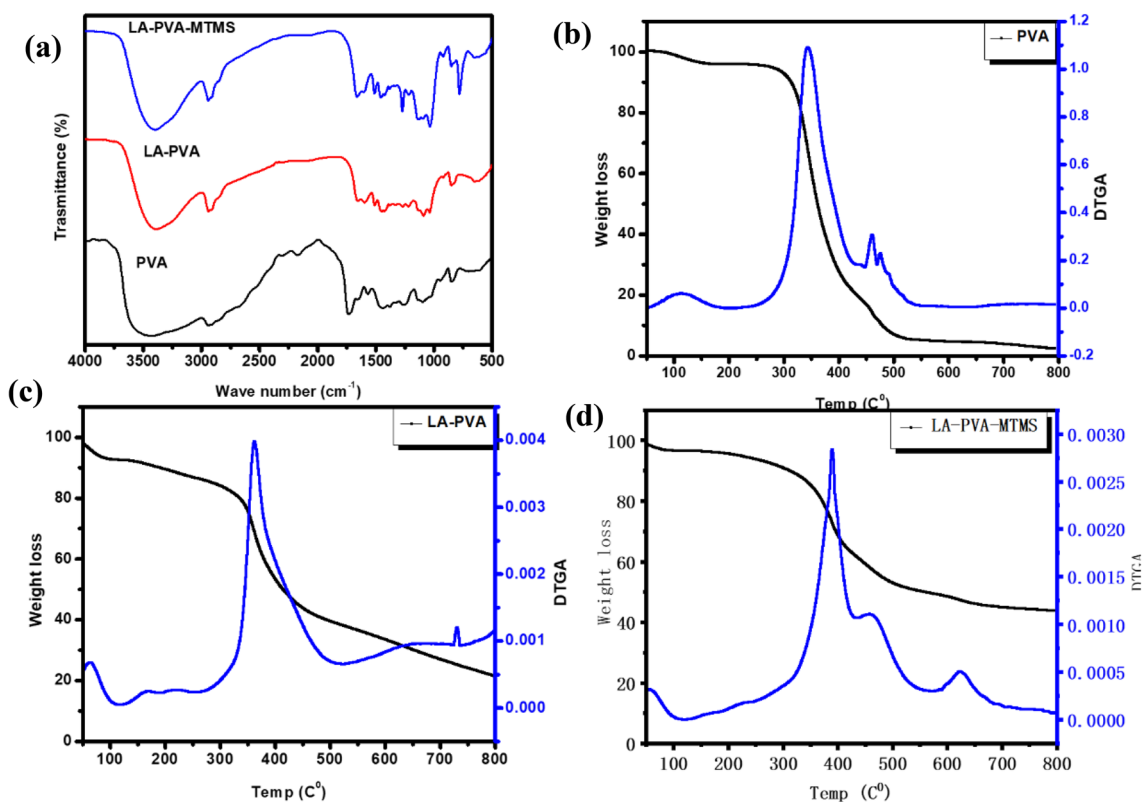 (a)
LA-PVA-MTMS
LA-PVA
PVA
Trasmittance (%)
4000 3500 3000 2500 2000 1500 1000 500
Wave number (cm⁻¹)
(b)
PVA
Weight loss
100
80
60
40
20
0
DTGA
1.2
1.0
0.8
0.6
0.4
0.2
0.0
-0.2
100 200 300 400 500 600 700 800
Temp (C⁰)
(c)
LA-PVA
Weight loss
100
80
60
40
20
0
DTGA
0.004
0.003
0.002
0.001
0.000
100 200 300 400 500 600 700 800
Temp (C⁰)
(d)
LA-PVA-MTMS
Weight loss
100
80
60
40
20
0
DTGA
0.0030
0.0025
0.0020
0.0015
0.0010
0.0005
0.0000
100 200 300 400 500 600 700 800
Temp (C⁰)